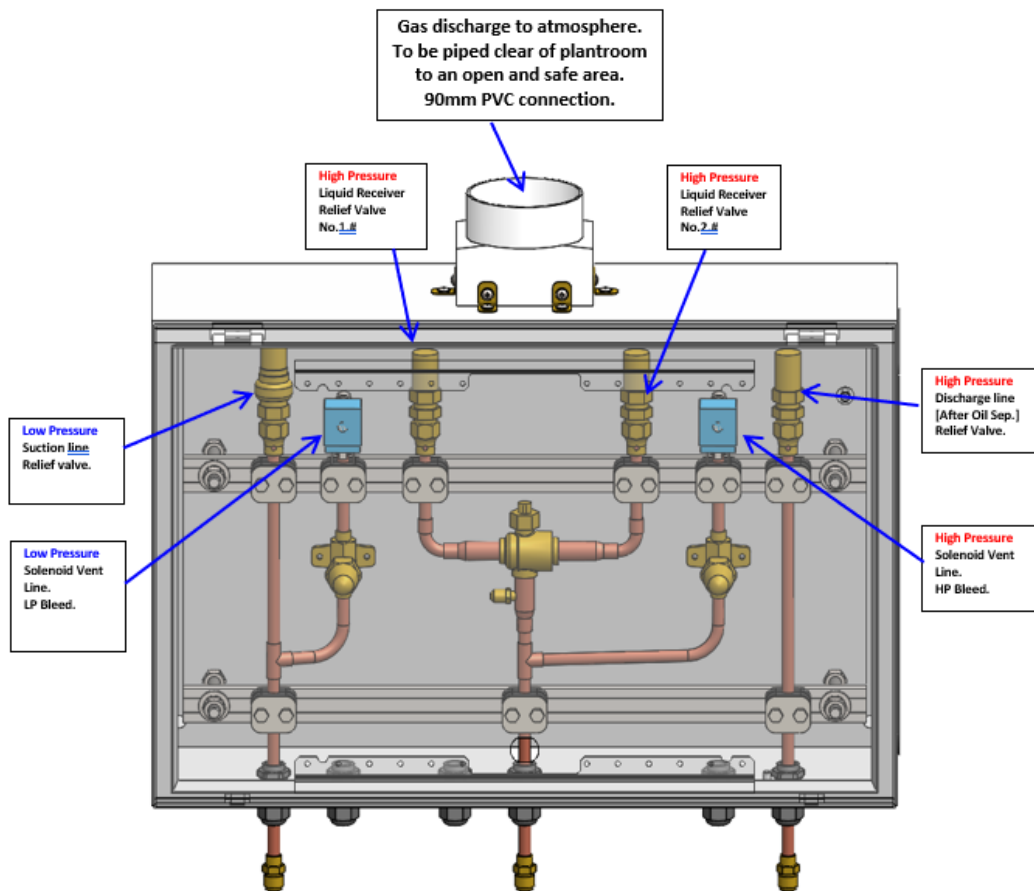 Gas discharge to atmosphere.
To be piped clear of plantroom
to an open and safe area.
90mm PVC connection.
High Pressure
Liquid Receiver
Relief Valve
No.1.#
High Pressure
Liquid Receiver
Relief Valve
No.2.#
Low Pressure
Suction line
Relief valve.
High Pressure
Discharge line
[After Oil Sep.]
Relief Valve.
Low Pressure
Solenoid Vent
Line.
LP Bleed.
High Pressure
Solenoid Vent
Line.
HP Bleed.